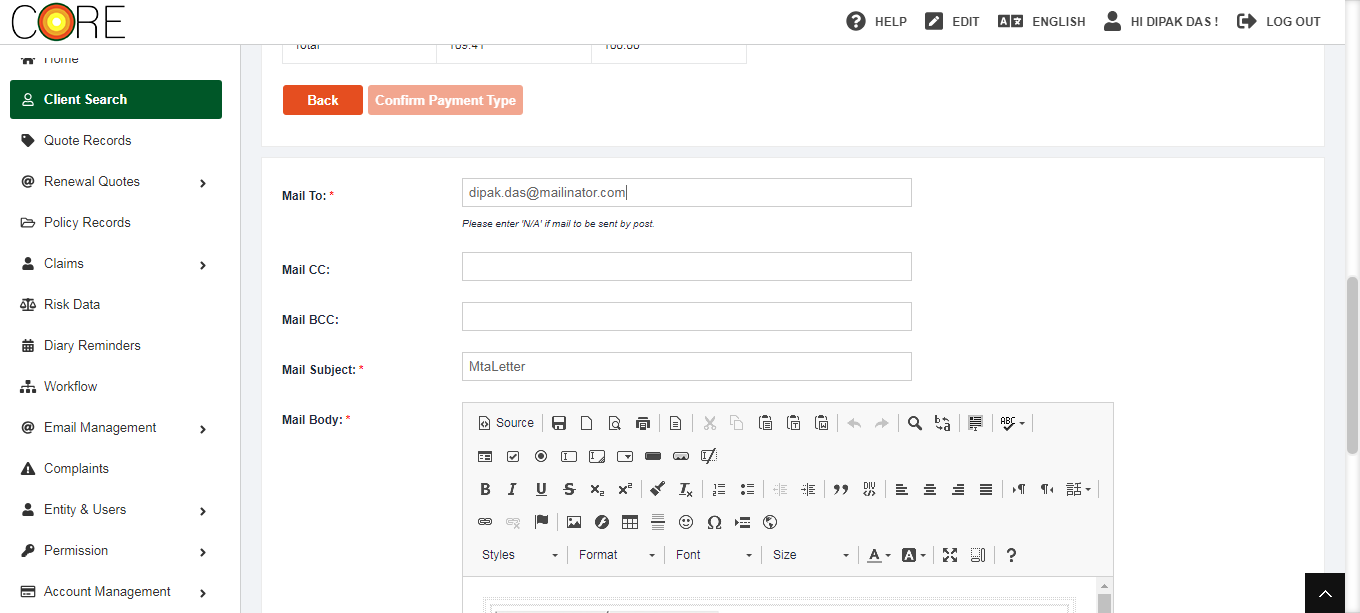 CORE
HELP EDIT ENGLISH HI DIPAK DAS ! LOG OUT
Home
Client Search
Quote Records
Renewal Quotes
Policy Records
Claims
Risk Data
Diary Reminders
Workflow
Email Management
Complaints
Entity & Users
Permission
Account Management
Total 109.41 100.00
Back Confirm Payment Type
Mail To: * dipak.das@mailinator.com
Please enter 'N/A' if mail to be sent by post.
Mail CC:
Mail BCC:
Mail Subject: * MtaLetter
Mail Body: *
Source
Styles Format Font Size